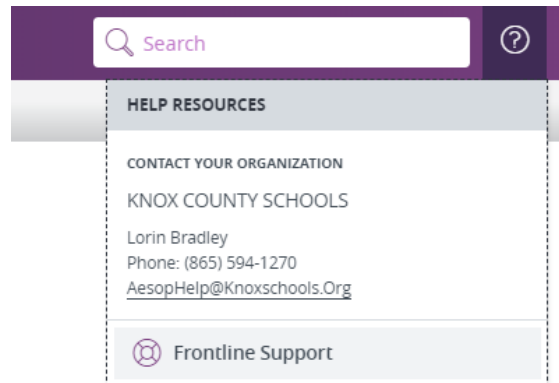 Search
?
HELP RESOURCES
CONTACT YOUR ORGANIZATION
KNOX COUNTY SCHOOLS
Lorin Bradley
Phone: (865) 594-1270
AesopHelp@Knoxschools.Org
Frontline Support